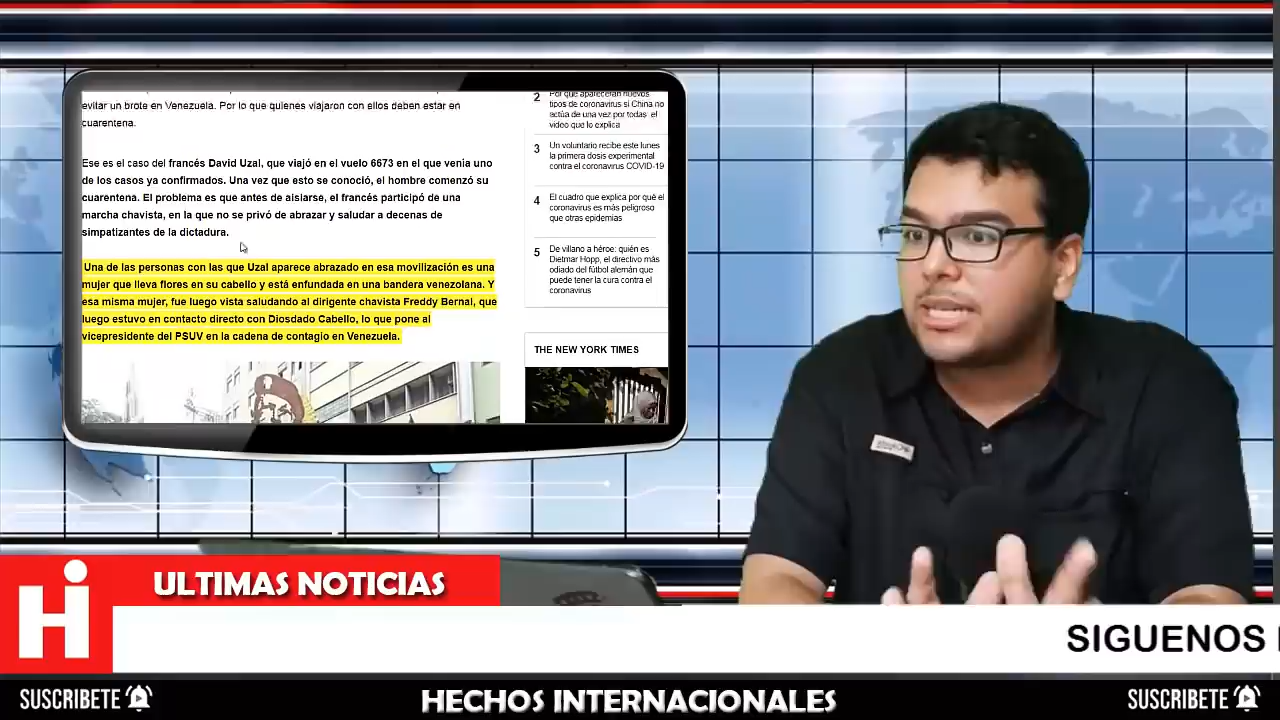 evitar un brote en Venezuela. Por lo que quienes viajaron con ellos deben estar en
cuarentena.
Ese es el caso del francés David Uzal, que viajó en el vuelo 6673 en el que venía uno
de los casos ya confirmados. Una vez que esto se conoció, el hombre comenzó su
cuarentena. El problema es que antes de aislarse, el francés participó de una
marcha chavista, en la que no se privó de abrazar y saludar a decenas de
simpatizantes de la dictadura.
Una de las personas con las que Uzal aparece abrazado en esa movilización es una
mujer que lleva flores en su cabello y está enfundada en una bandera venezolana. Y
esa misma mujer, fue luego vista saludando al dirigente chavista Freddy Bernal, que
luego estuvo en contacto directo con Diosdado Cabello, lo que pone al
vicepresidente del PSUV en la cadena de contagio en Venezuela.
2
Por qué aparecerán nuevos
tipos de coronavirus si China no
actúa de una vez por todas el
video que lo explica
3
Un voluntario recibe este lunes
la primera dosis experimental
contra el coronavirus COVID-19
4
El cuadro que explica por qué el
coronavirus es más peligroso
que otras epidemias
5
De villano a héroe: quién es
Dietmar Hopp, el directivo más
odiado del fútbol alemán que
puede tener la cura contra el
coronavirus
THE NEW YORK TIMES
Hi
ULTIMAS NOTICIAS
SIGUENOS
SUSCRIBETE
HECHOS INTERNACIONALES
SUSCRIBETE